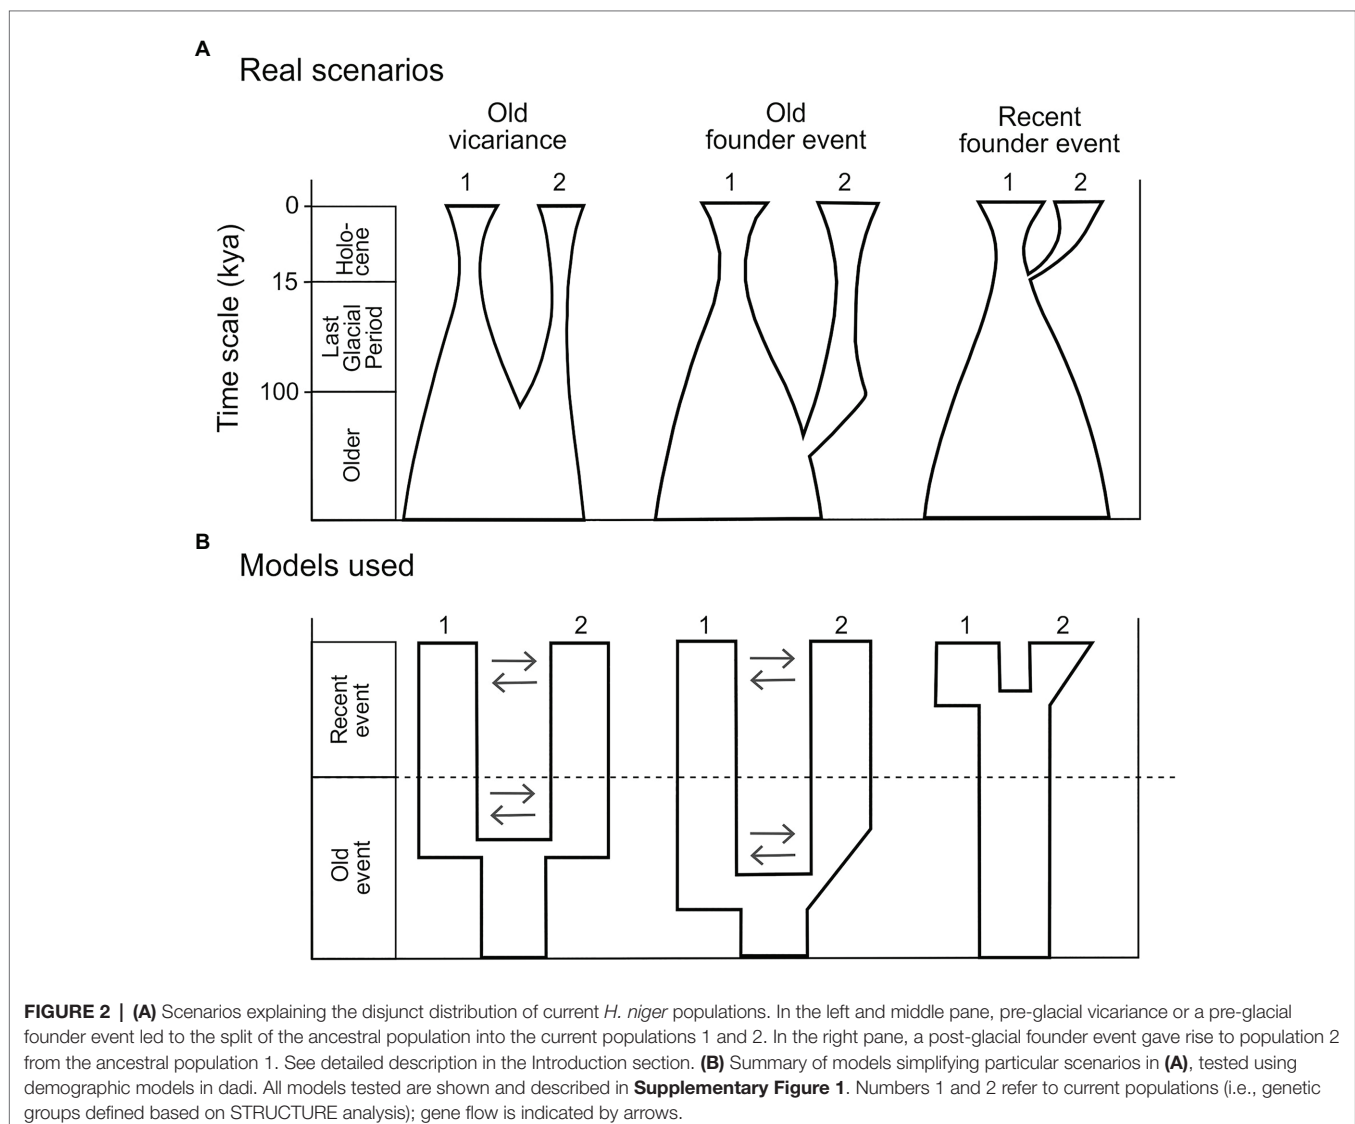 A
Real scenarios
Old
vicariance
Old
founder event
Recent
founder event
1
2
1
2
1
2
Time scale (kya)
0
15
100
Holo-
cene
Last
Glacial
Period
Older
B
Models used
1
2
1
2
1
2
Recent
event
Old
event
FIGURE 2 | (A) Scenarios explaining the disjunct distribution of current H. niger populations. In the left and middle pane, pre-glacial vicariance or a pre-glacial
founder event led to the split of the ancestral population into the current populations 1 and 2. In the right pane, a post-glacial founder event gave rise to population 2
from the ancestral population 1. See detailed description in the Introduction section. (B) Summary of models simplifying particular scenarios in (A), tested using
demographic models in dadi. All models tested are shown and described in Supplementary Figure 1. Numbers 1 and 2 refer to current populations (i.e., genetic
groups defined based on STRUCTURE analysis); gene flow is indicated by arrows.